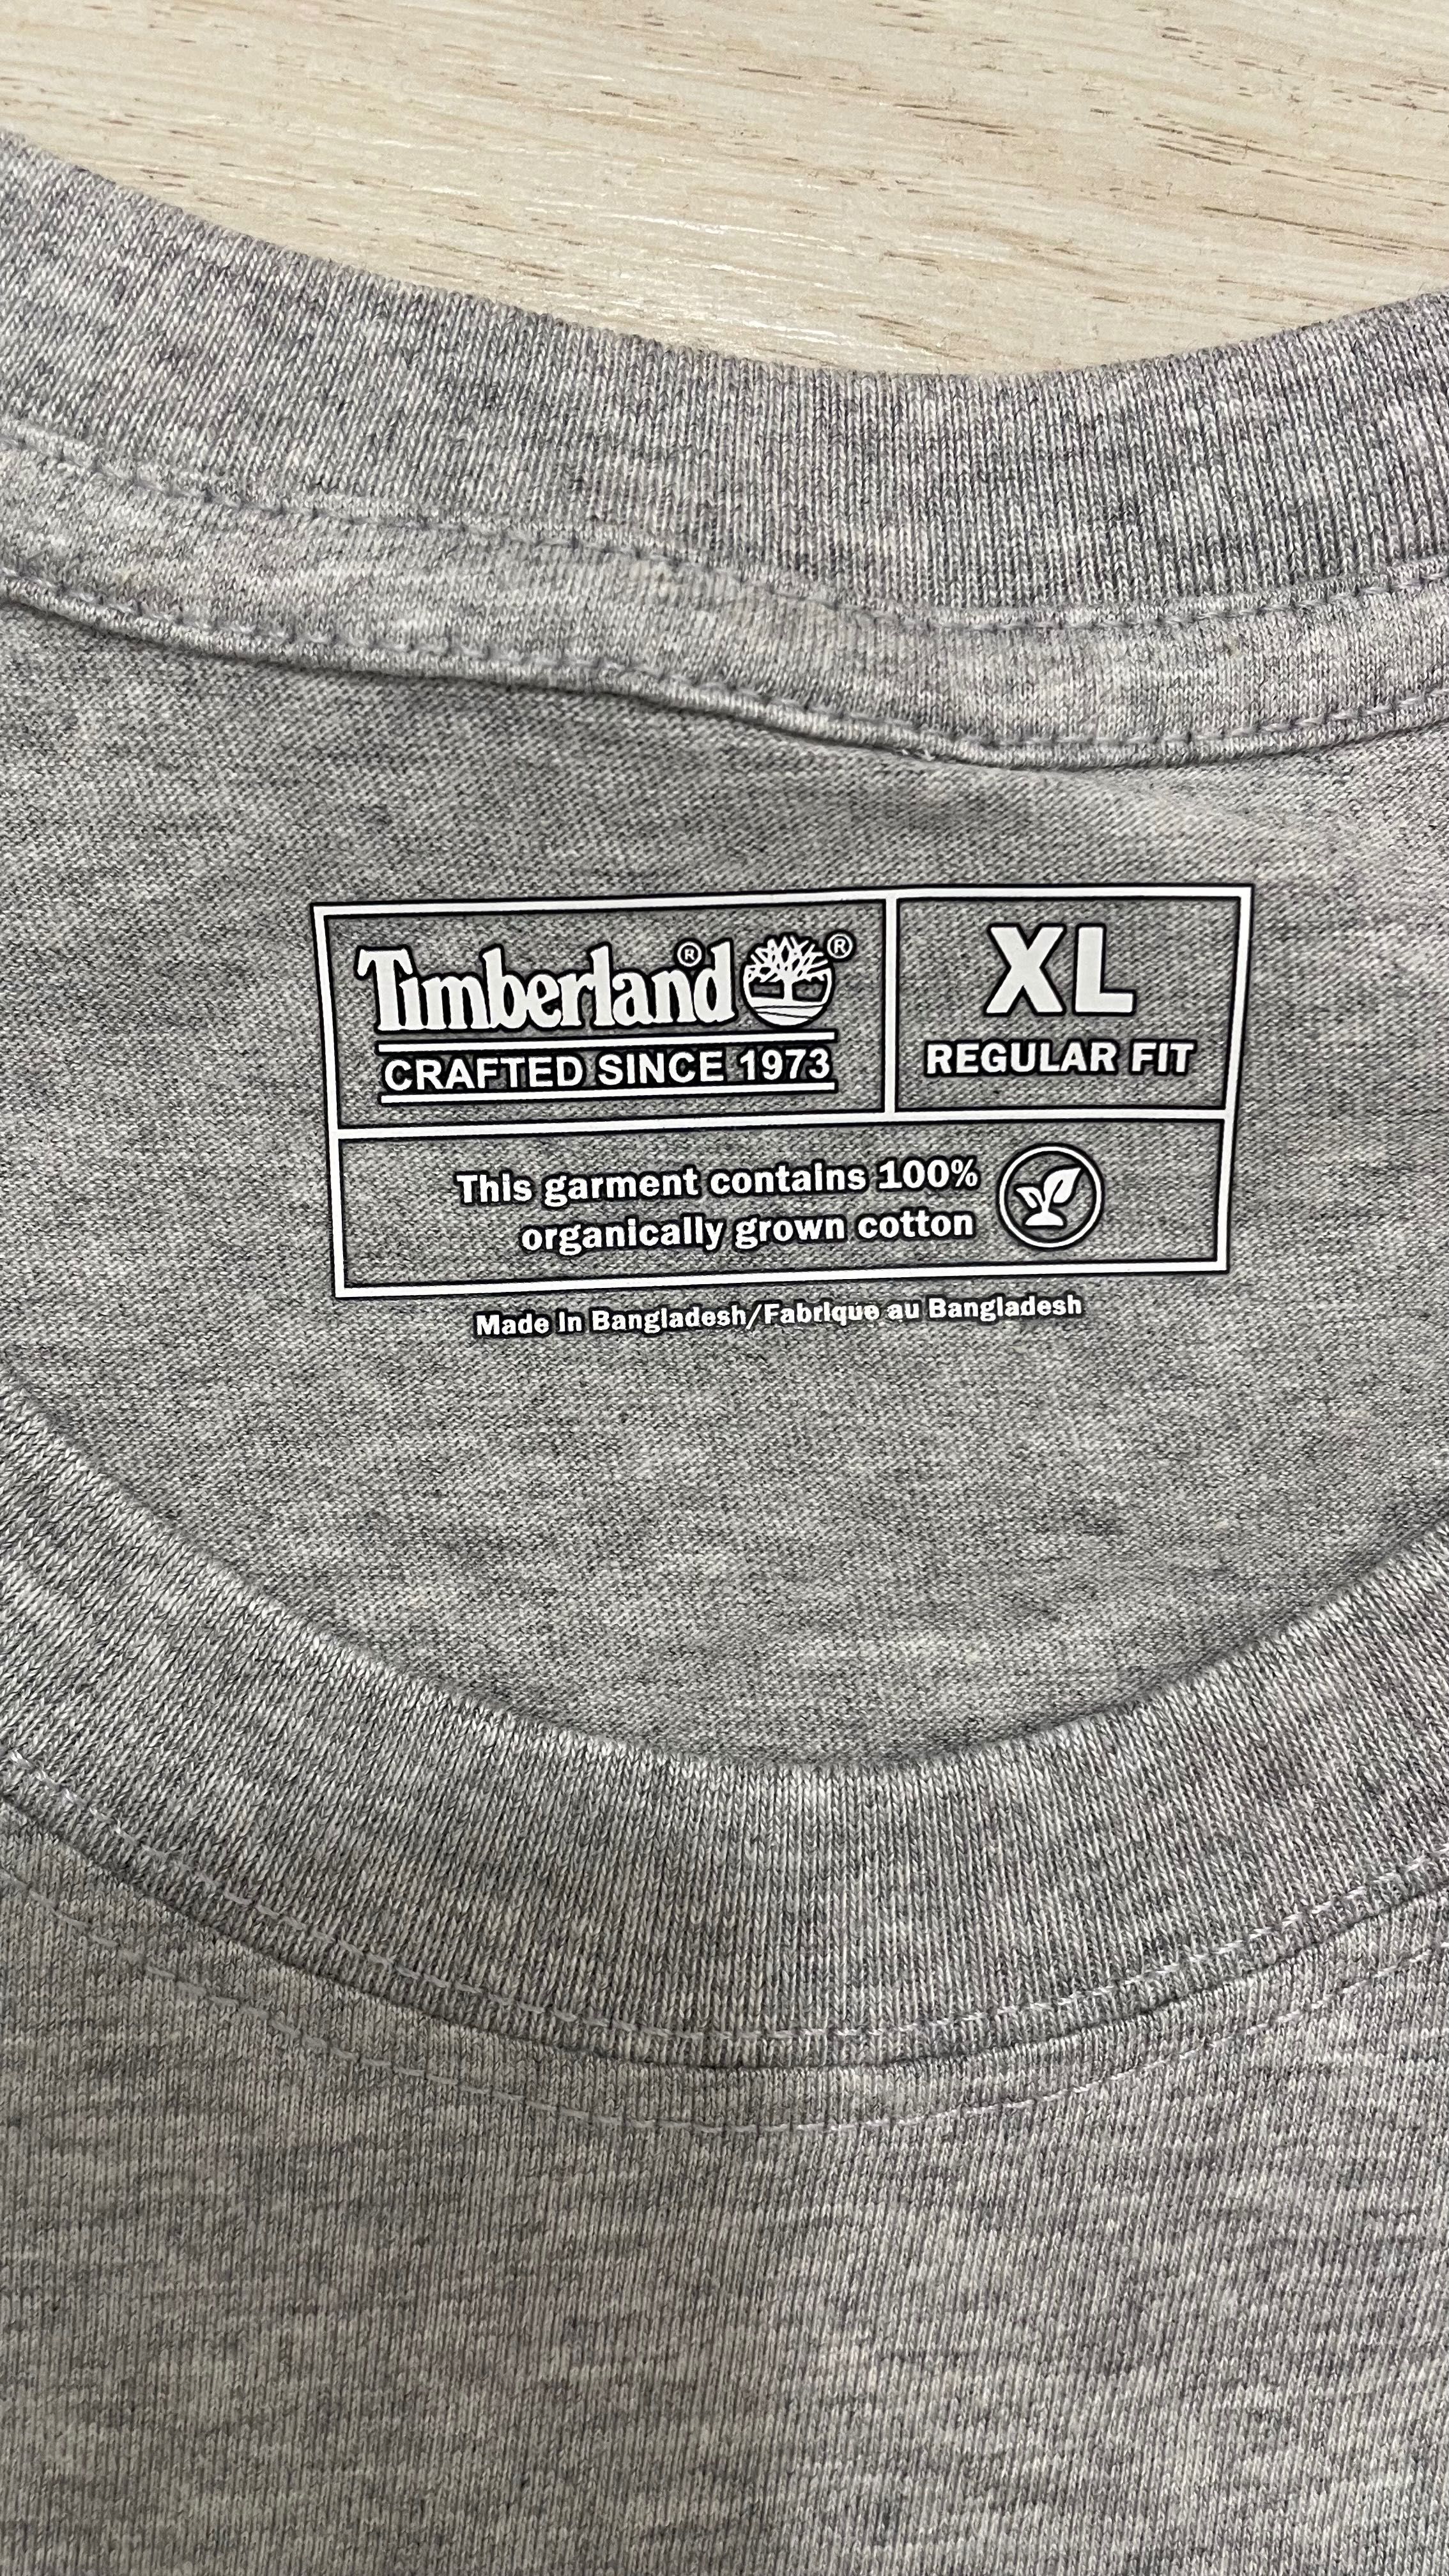 Timberland® ®
CRAFTED SINCE 1973
XL
REGULAR FIT
This garment contains 100%
organically grown cotton
Made In Bangladesh/Fabrique au Bangladesh